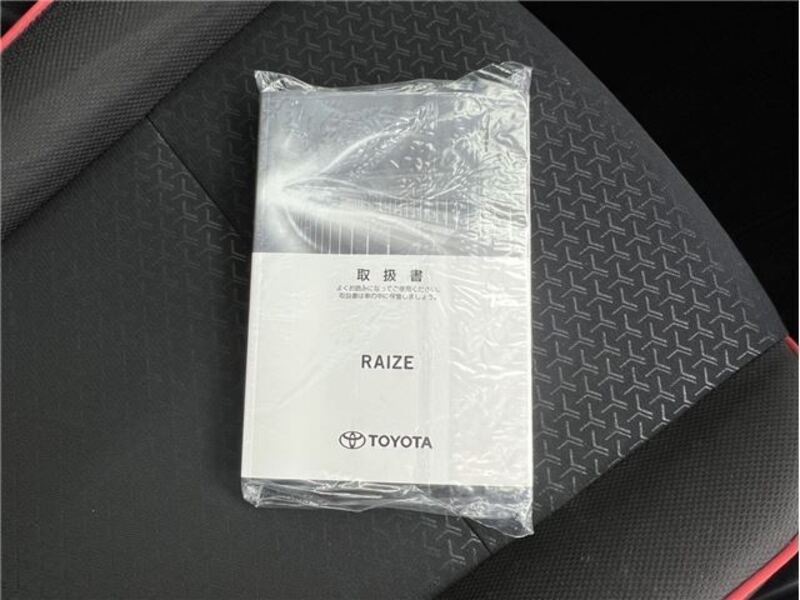 取扱書
よくお読みになってご使用ください。
取扱書は車の中に保管しましょう。
RAIZE
TOYOTA